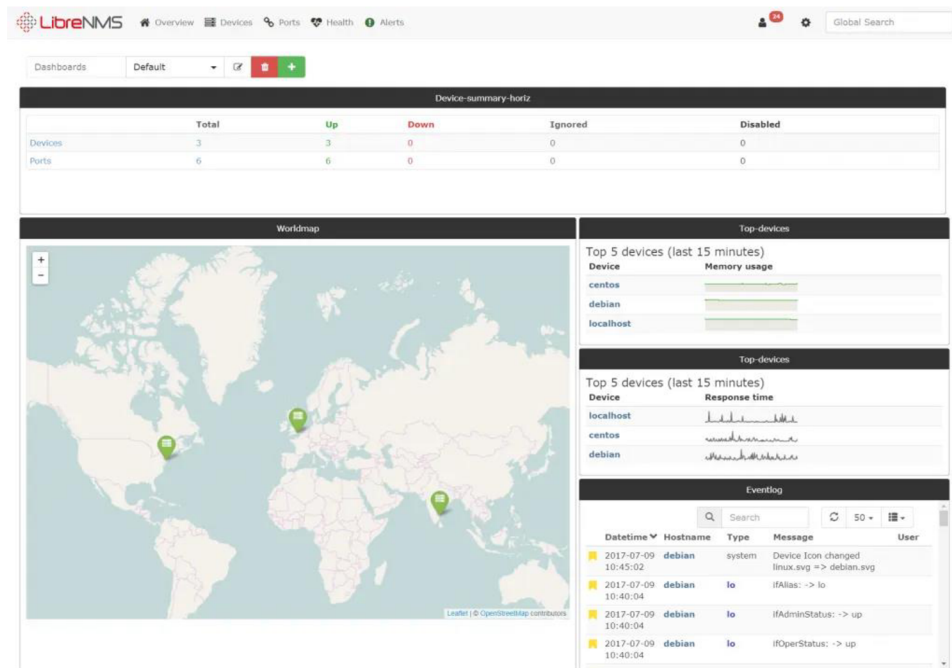 LibreNMS Overview Devices Ports Health Alerts 24 Global Search
Dashboards Default
Device-summary-horiz
Total Up Down Ignored Disabled
Devices 3 3 0 0 0
Ports 6 6 0 0 0
Worldmap
+
-
Leaflet | © OpenStreetMap contributors
Top-devices
Top 5 devices (last 15 minutes)
Device Memory usage
centos
debian
localhost
Top-devices
Top 5 devices (last 15 minutes)
Device Response time
localhost
centos
debian
Eventlog
Search 50
Datetime Hostname Type Message User
2017-07-09 debian system Device Icon changed
10:45:02 linux.svg => debian.svg
2017-07-09 debian lo ifAlias: -> lo
10:40:04
2017-07-09 debian lo ifAdminStatus: -> up
10:40:04
2017-07-09 debian lo ifOperStatus: -> up
10:40:04